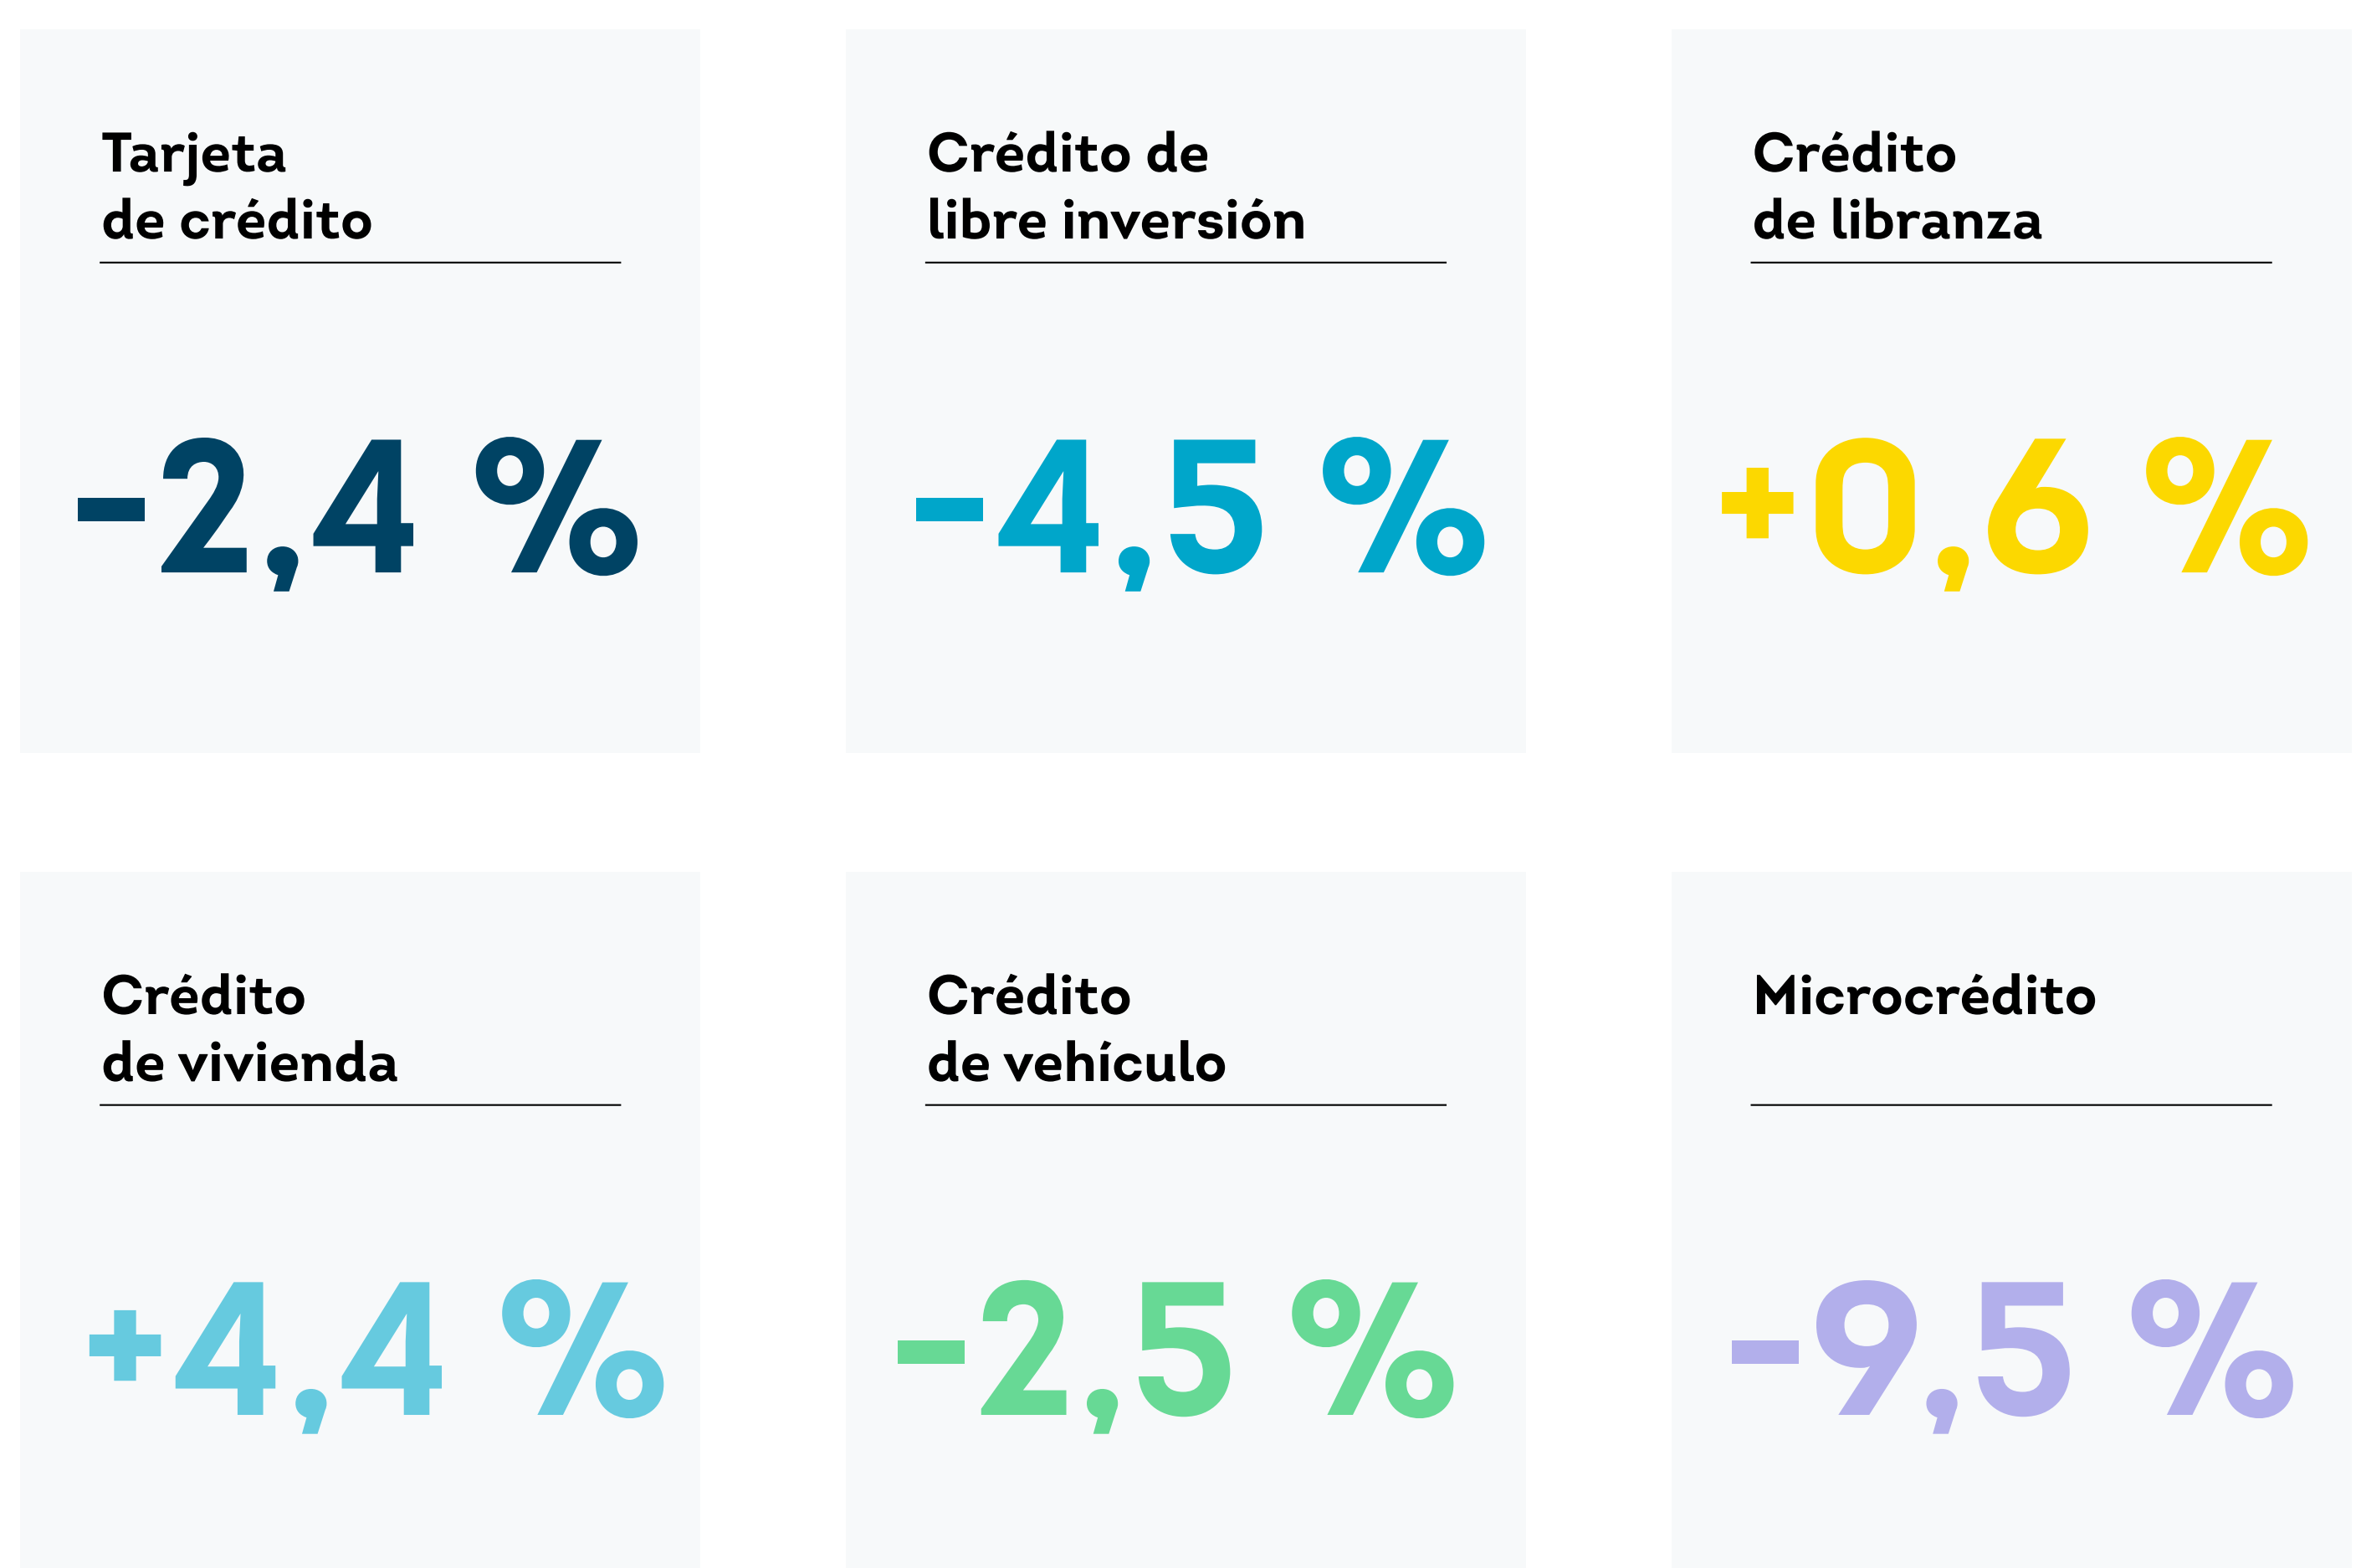 Tarjeta
de crédito
-2,4 %
Crédito de
libre inversión
-4,5 %
Crédito
de libranza
+0,6 %
Crédito
de vivienda
+4,4 %
Crédito
de vehículo
-2,5 %
Microcrédito
-9,5 %